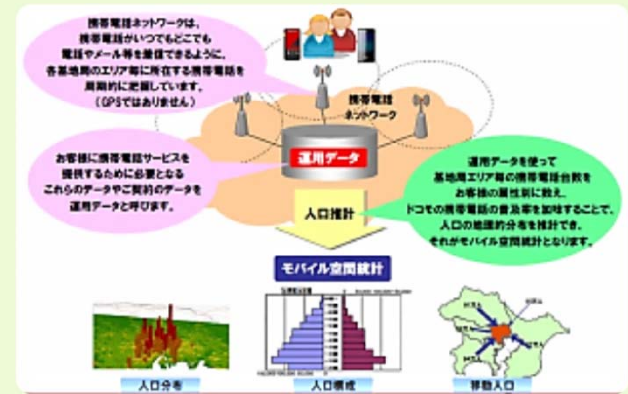 携帯電話ネットワークは、
携帯電話がいつでもどこでも
電話やメール等を着信できるように、
各基地局のエリア毎に所在する携帯電話を
周期的に把握しています。
(GPSではありません)
携帯電話
ネットワーク
運用データ
お客様に携帯電話サービスを
提供するために必要となる
これらのデータやご契約のデータを
運用データと呼びます。
運用データを使って
基地局エリア毎の携帯電話台数を
お客様の属性別に数え、
ドコモの携帯電話の普及率を加味することで、
人口の地理的分布を推計でき、
それがモバイル空間統計となります。
人口推計
モバイル空間統計
人口分布
人口構成
移動人口